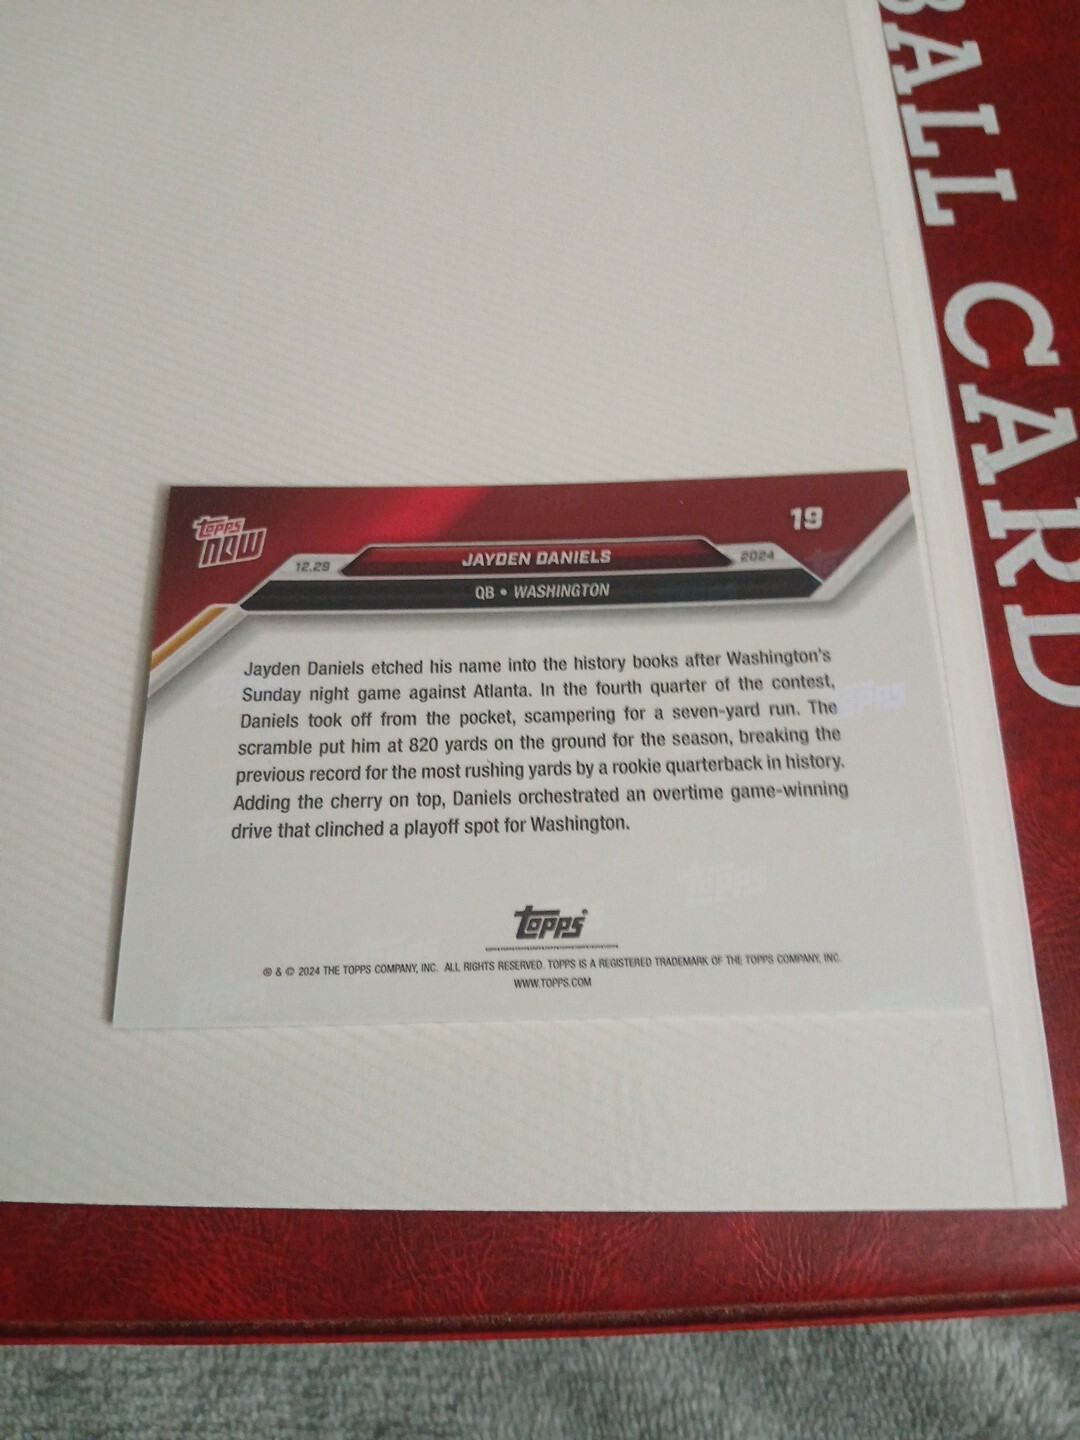 BALL CARD
topps
now
19
12.29
JAYDEN DANIELS
2024
QB • WASHINGTON
Jayden Daniels etched his name into the history books after Washington's
Sunday night game against Atlanta. In the fourth quarter of the contest,
Daniels took off from the pocket, scampering for a seven-yard run. The
scramble put him at 820 yards on the ground for the season, breaking the
previous record for the most rushing yards by a rookie quarterback in history.
Adding the cherry on top, Daniels orchestrated an overtime game-winning
drive that clinched a playoff spot for Washington.
topps®
® & © 2024 THE TOPPS COMPANY, INC. ALL RIGHTS RESERVED. TOPPS IS A REGISTERED TRADEMARK OF THE TOPPS COMPANY, INC.
WWW.TOPPS.COM